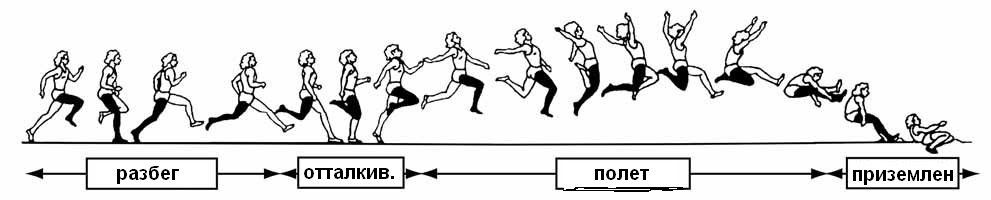 разбег
отталкив.
полет
приземлен